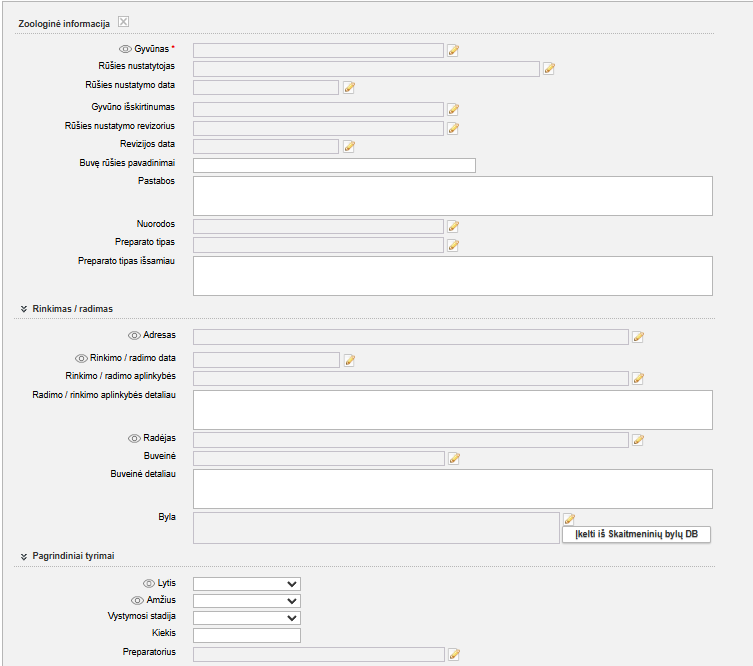 Zoologinė informacija
Gyvūnas *
Rūšies nustatytojas
Rūšies nustatymo data
Gyvūno išskirtinumas
Rūšies nustatymo revizorius
Revizijos data
Buvę rūšies pavadinimai
Pastabos
Nuorodos
Preparato tipas
Preparato tipas išsamiau
Rinkimas / radimas
Adresas
Rinkimo / radimo data
Rinkimo / radimo aplinkybės
Radimo / rinkimo aplinkybės detaliau
Radėjas
Buveinė
Buveinė detaliau
Byla
Įkelti iš Skaitmeninių bylų DB
Pagrindiniai tyrimai
Lytis
Amžius
Vystymosi stadija
Kiekis
Preparatorius